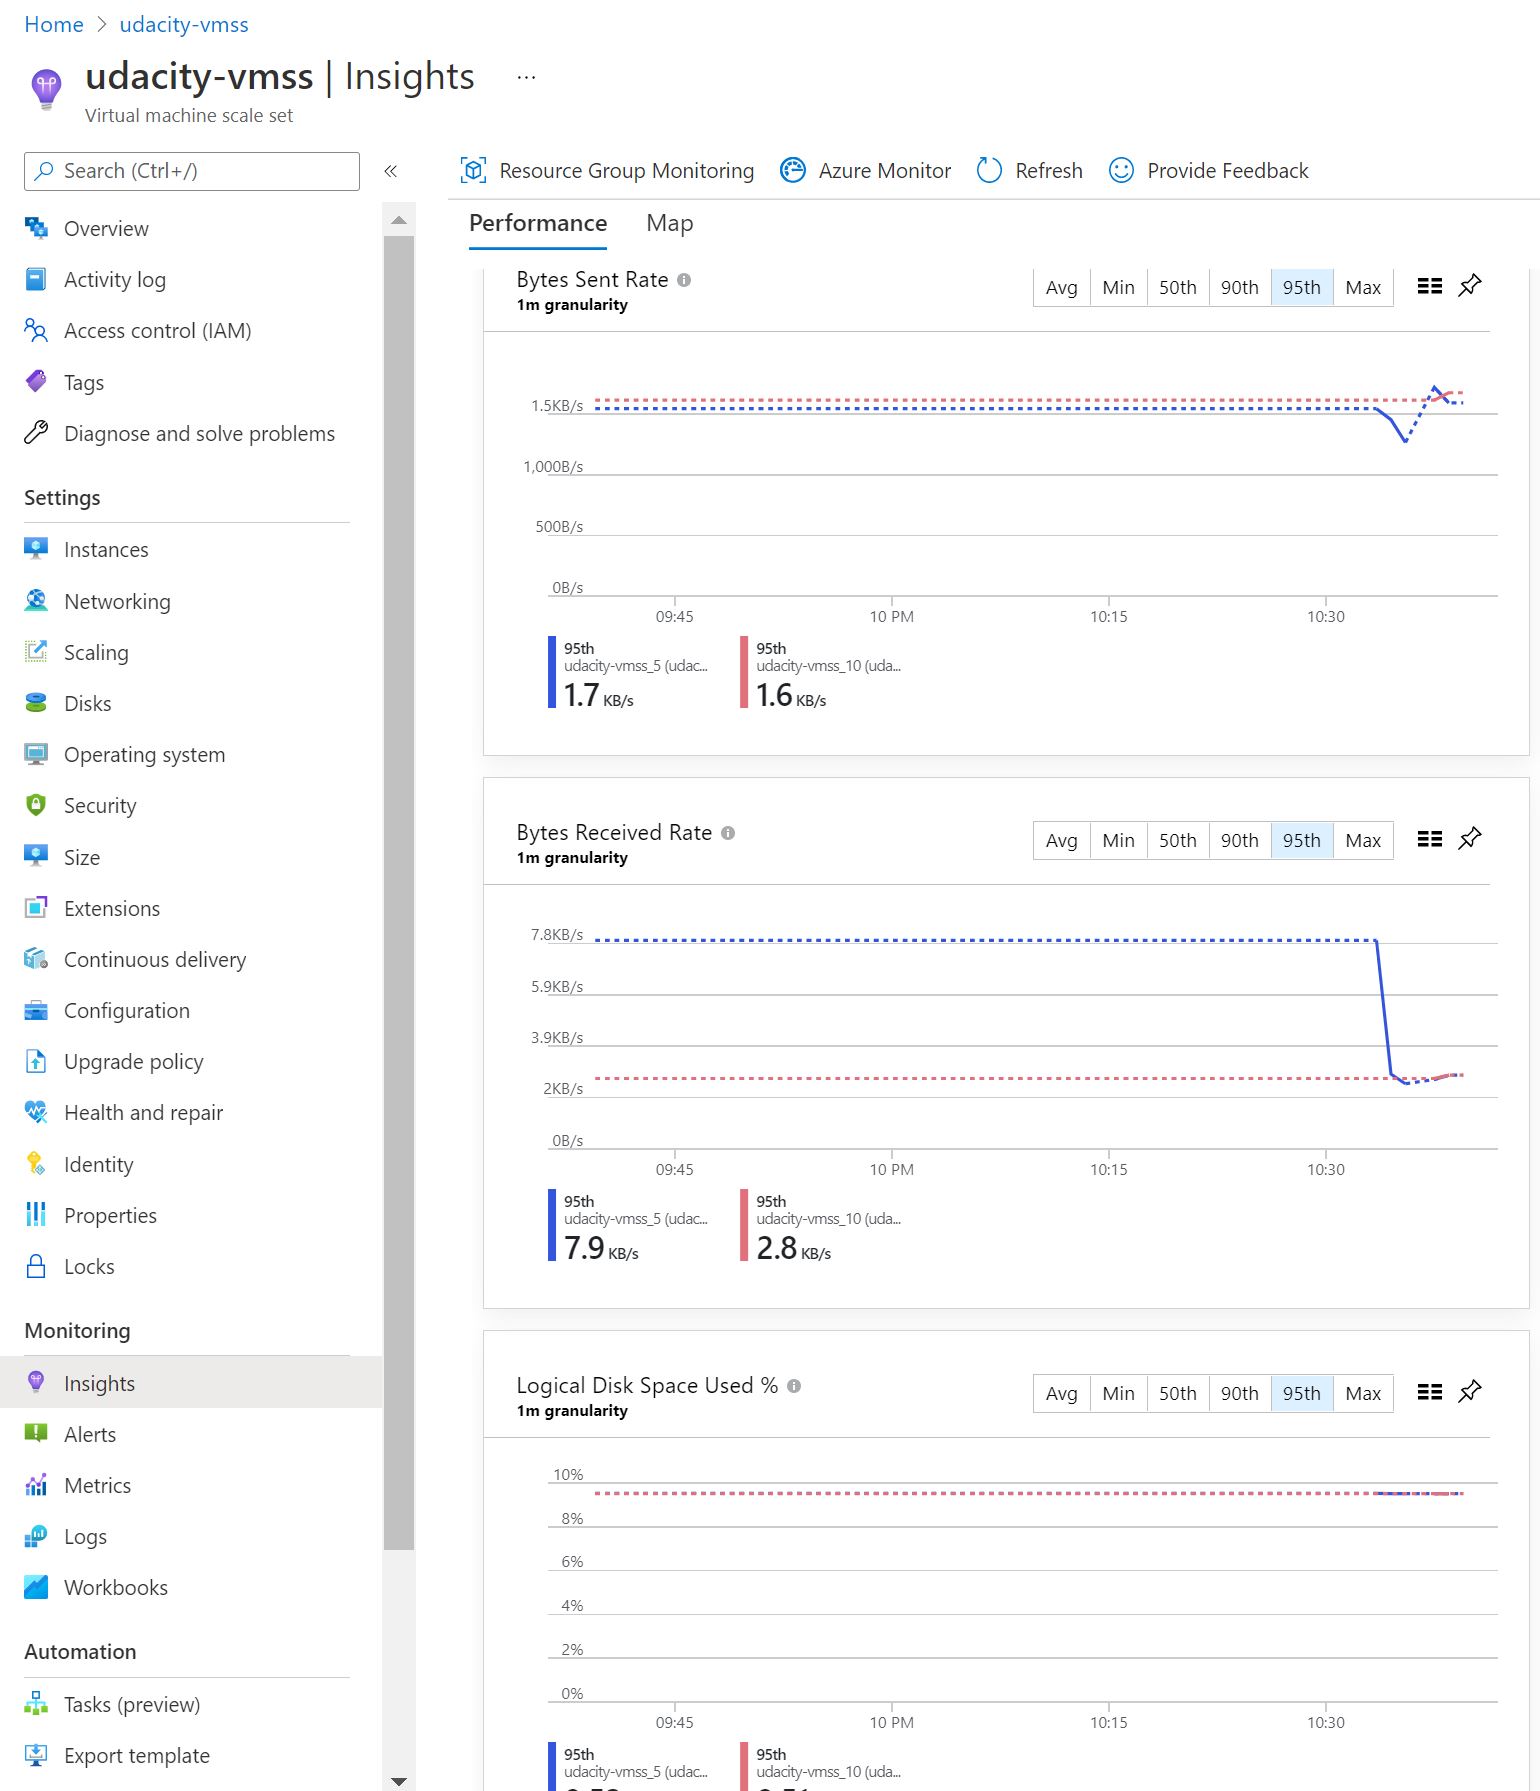 Home > udacity-vmss
udacity-vmss | Insights ...
Virtual machine scale set
Search (Ctrl+/)
«
Overview
Activity log
Access control (IAM)
Tags
Diagnose and solve problems
Settings
Instances
Networking
Scaling
Disks
Operating system
Security
Size
Extensions
Continuous delivery
Configuration
Upgrade policy
Health and repair
Identity
Properties
Locks
Monitoring
Insights
Alerts
Metrics
Logs
Workbooks
Automation
Tasks (preview)
Export template
Resource Group Monitoring Azure Monitor Refresh Provide Feedback
Performance Map
Bytes Sent Rate
1m granularity
Avg Min 50th 90th 95th Max
1.5KB/s
1,000B/s
500B/s
0B/s
09:45 10 PM 10:15 10:30
95th
udacity-vmss_5 (udac...
1.7 KB/s
95th
udacity-vmss_10 (uda...
1.6 KB/s
Bytes Received Rate
1m granularity
Avg Min 50th 90th 95th Max
7.8KB/s
5.9KB/s
3.9KB/s
2KB/s
0B/s
09:45 10 PM 10:15 10:30
95th
udacity-vmss_5 (udac...
7.9 KB/s
95th
udacity-vmss_10 (uda...
2.8 KB/s
Logical Disk Space Used %
1m granularity
Avg Min 50th 90th 95th Max
10%
8%
6%
4%
2%
0%
09:45 10 PM 10:15 10:30
95th
udacity-vmss_5 (udac...
95th
udacity-vmss_10 (uda...